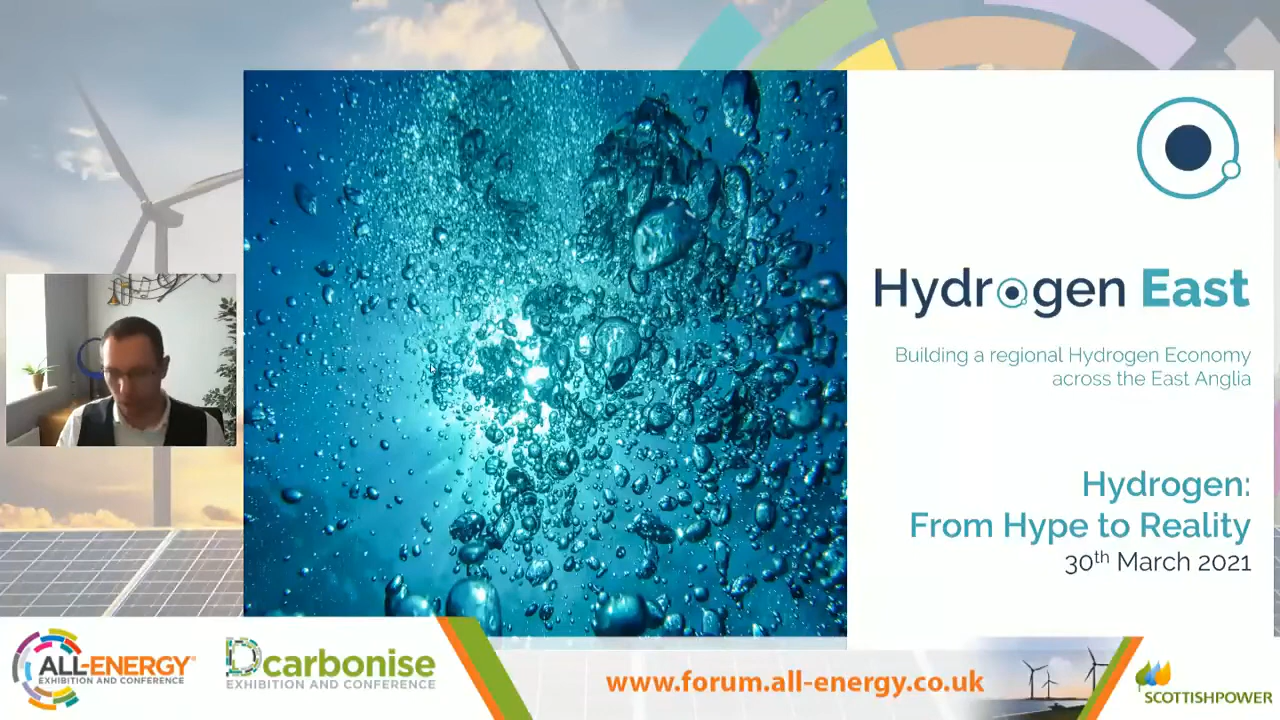 Hydrogen East
Building a regional Hydrogen Economy
across the East Anglia
Hydrogen:
From Hype to Reality
30th March 2021
ALL-ENERGY
EXHIBITION AND CONFERENCE
Dcarbonise
EXHIBITION AND CONFERENCE
www.forum.all-energy.co.uk
SCOTTISHPOWER